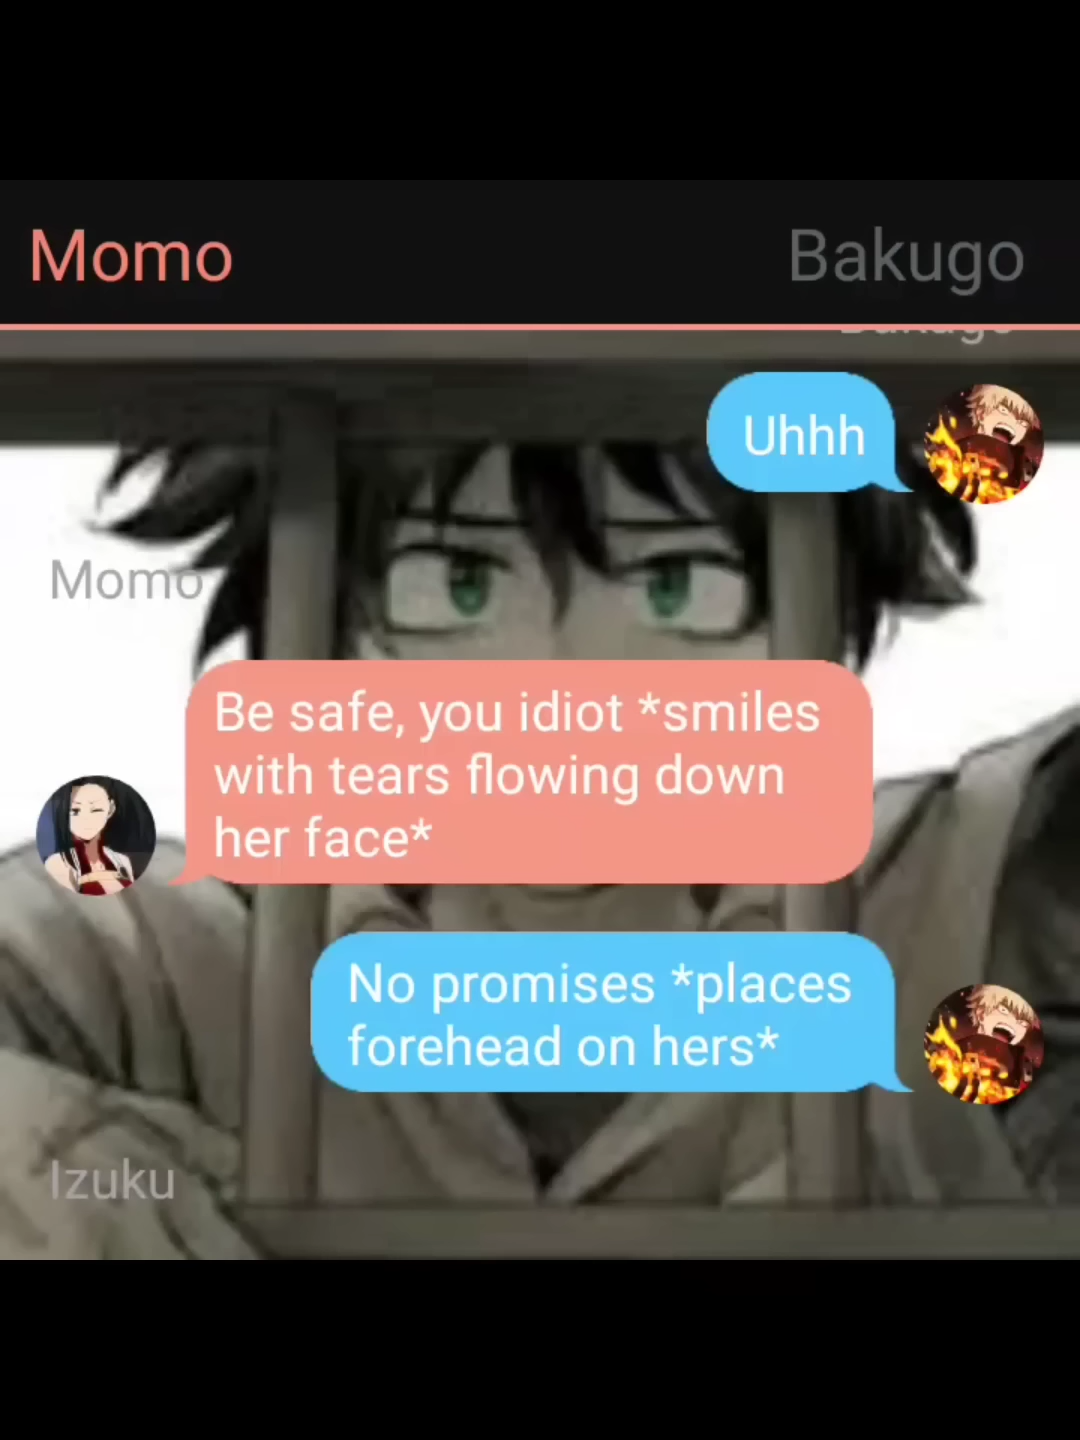 Momo
Bakugo
Bakugo
Uhhh
Momo
Be safe, you idiot *smiles
with tears flowing down
her face*
No promises *places
forehead on hers*
Izuku